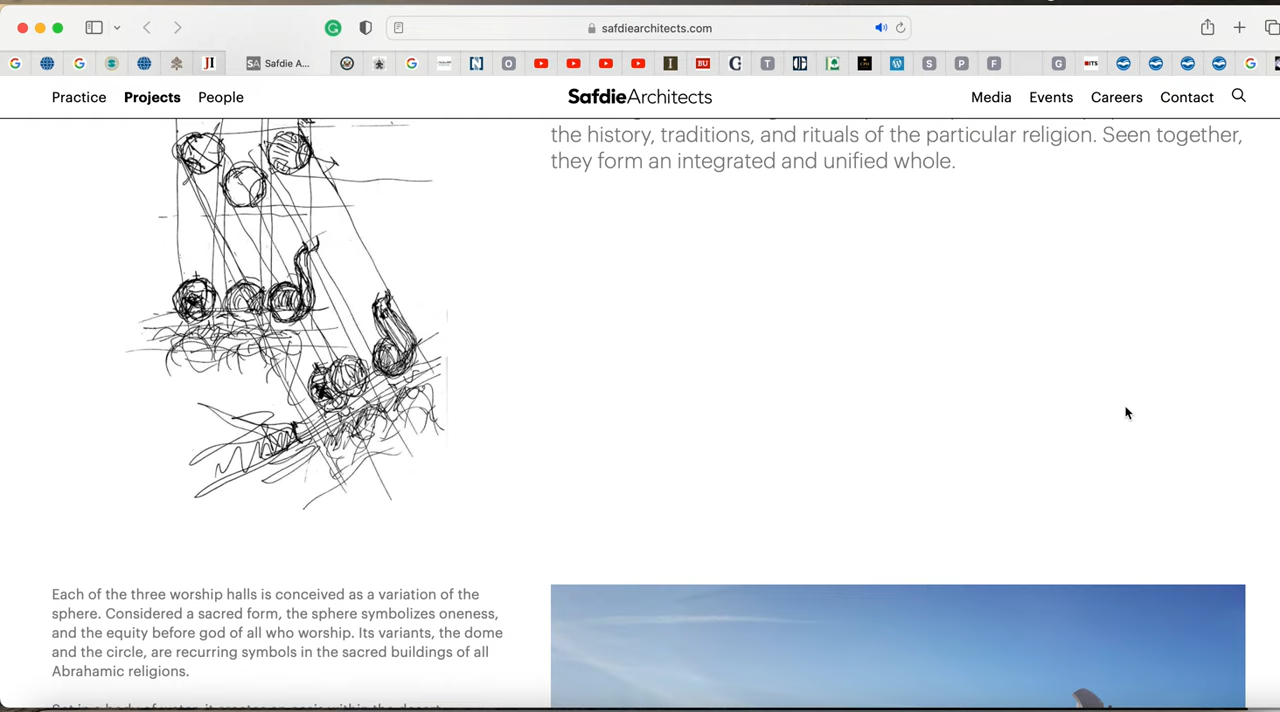 safdiearchitects.com
JI
SA Safdie A...
N
O
I
BU
G
T
S
P
F
G
BITS
Practice
Projects
People
SafdieArchitects
Media
Events
Careers
Contact
the history, traditions, and rituals of the particular religion. Seen together,
they form an integrated and unified whole.
Each of the three worship halls is conceived as a variation of the
sphere. Considered a sacred form, the sphere symbolizes oneness,
and the equity before god of all who worship. Its variants, the dome
and the circle, are recurring symbols in the sacred buildings of all
Abrahamic religions.